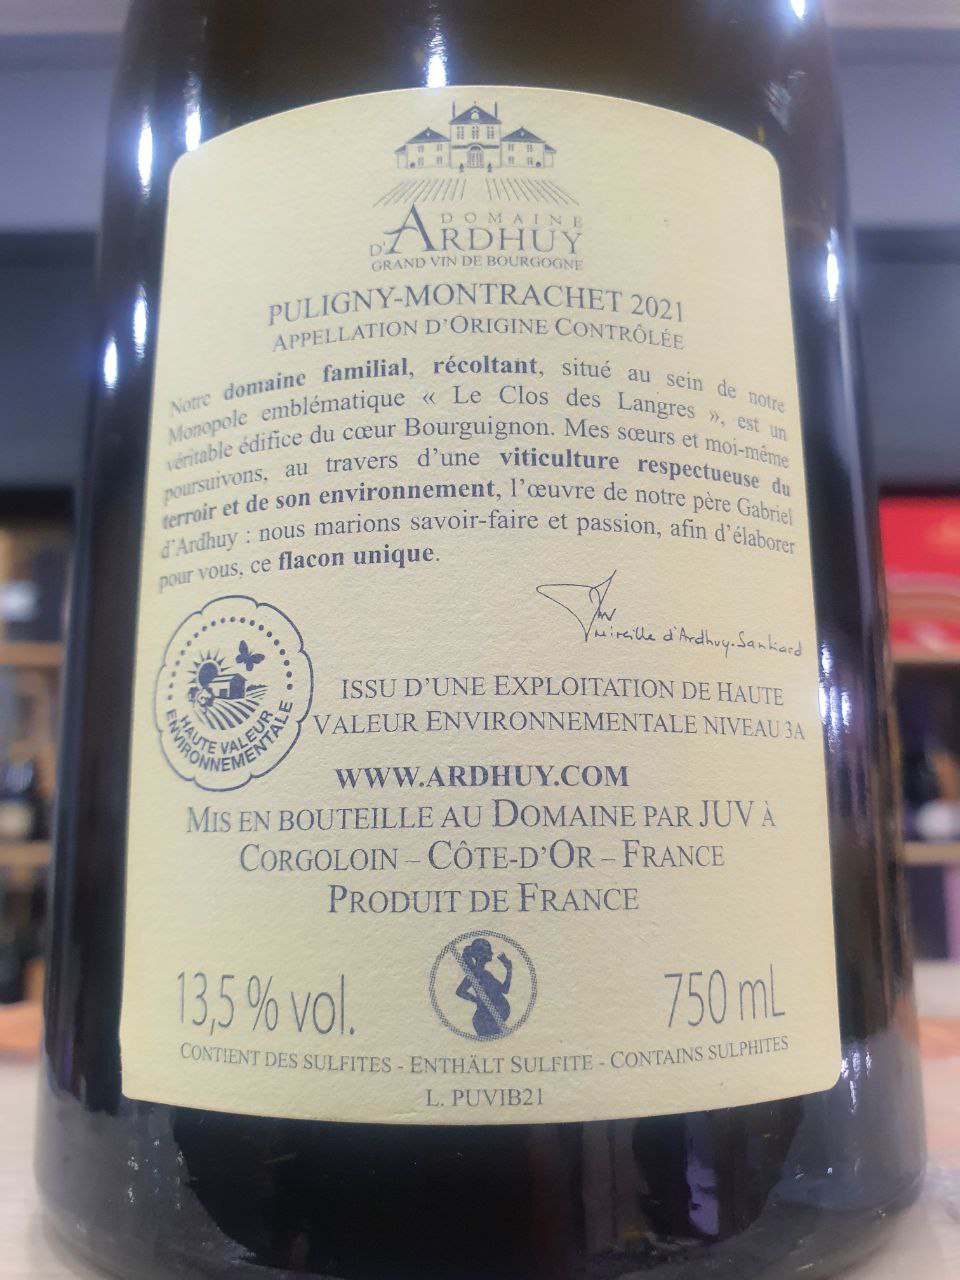 DOMAINE
D'ARDHUY
GRAND VIN DE BOURGOGNE
PULIGNY-MONTRACHET 2021
APPELLATION D'ORIGINE CONTRÔLÉE
Notre domaine familial, récoltant, situé au sein de notre
Monopole emblématique « Le Clos des Langres », est un
véritable édifice du cœur Bourguignon. Mes sœurs et moi-même
poursuivons, au travers d'une viticulture respectueuse du
terroir et de son environnement, l'œuvre de notre père Gabriel
d'Ardhuy : nous marions savoir-faire et passion, afin d'élaborer
pour vous, ce flacon unique.
Mireille d'Ardhuy-Santiard
HAUTE VALEUR
ENVIRONNEMENTALE
ISSU D'UNE EXPLOITATION DE HAUTE
VALEUR ENVIRONNEMENTALE NIVEAU 3A
WWW.ARDHUY.COM
MIS EN BOUTEILLE AU DOMAINE PAR JUV À
CORGOLOIN – CÔTE-D'OR – FRANCE
PRODUIT DE FRANCE
13,5 % vol.
750 mL
CONTIENT DES SULFITES - ENTHÄLT SULFITE - CONTAINS SULPHITES
L. PUVIB21